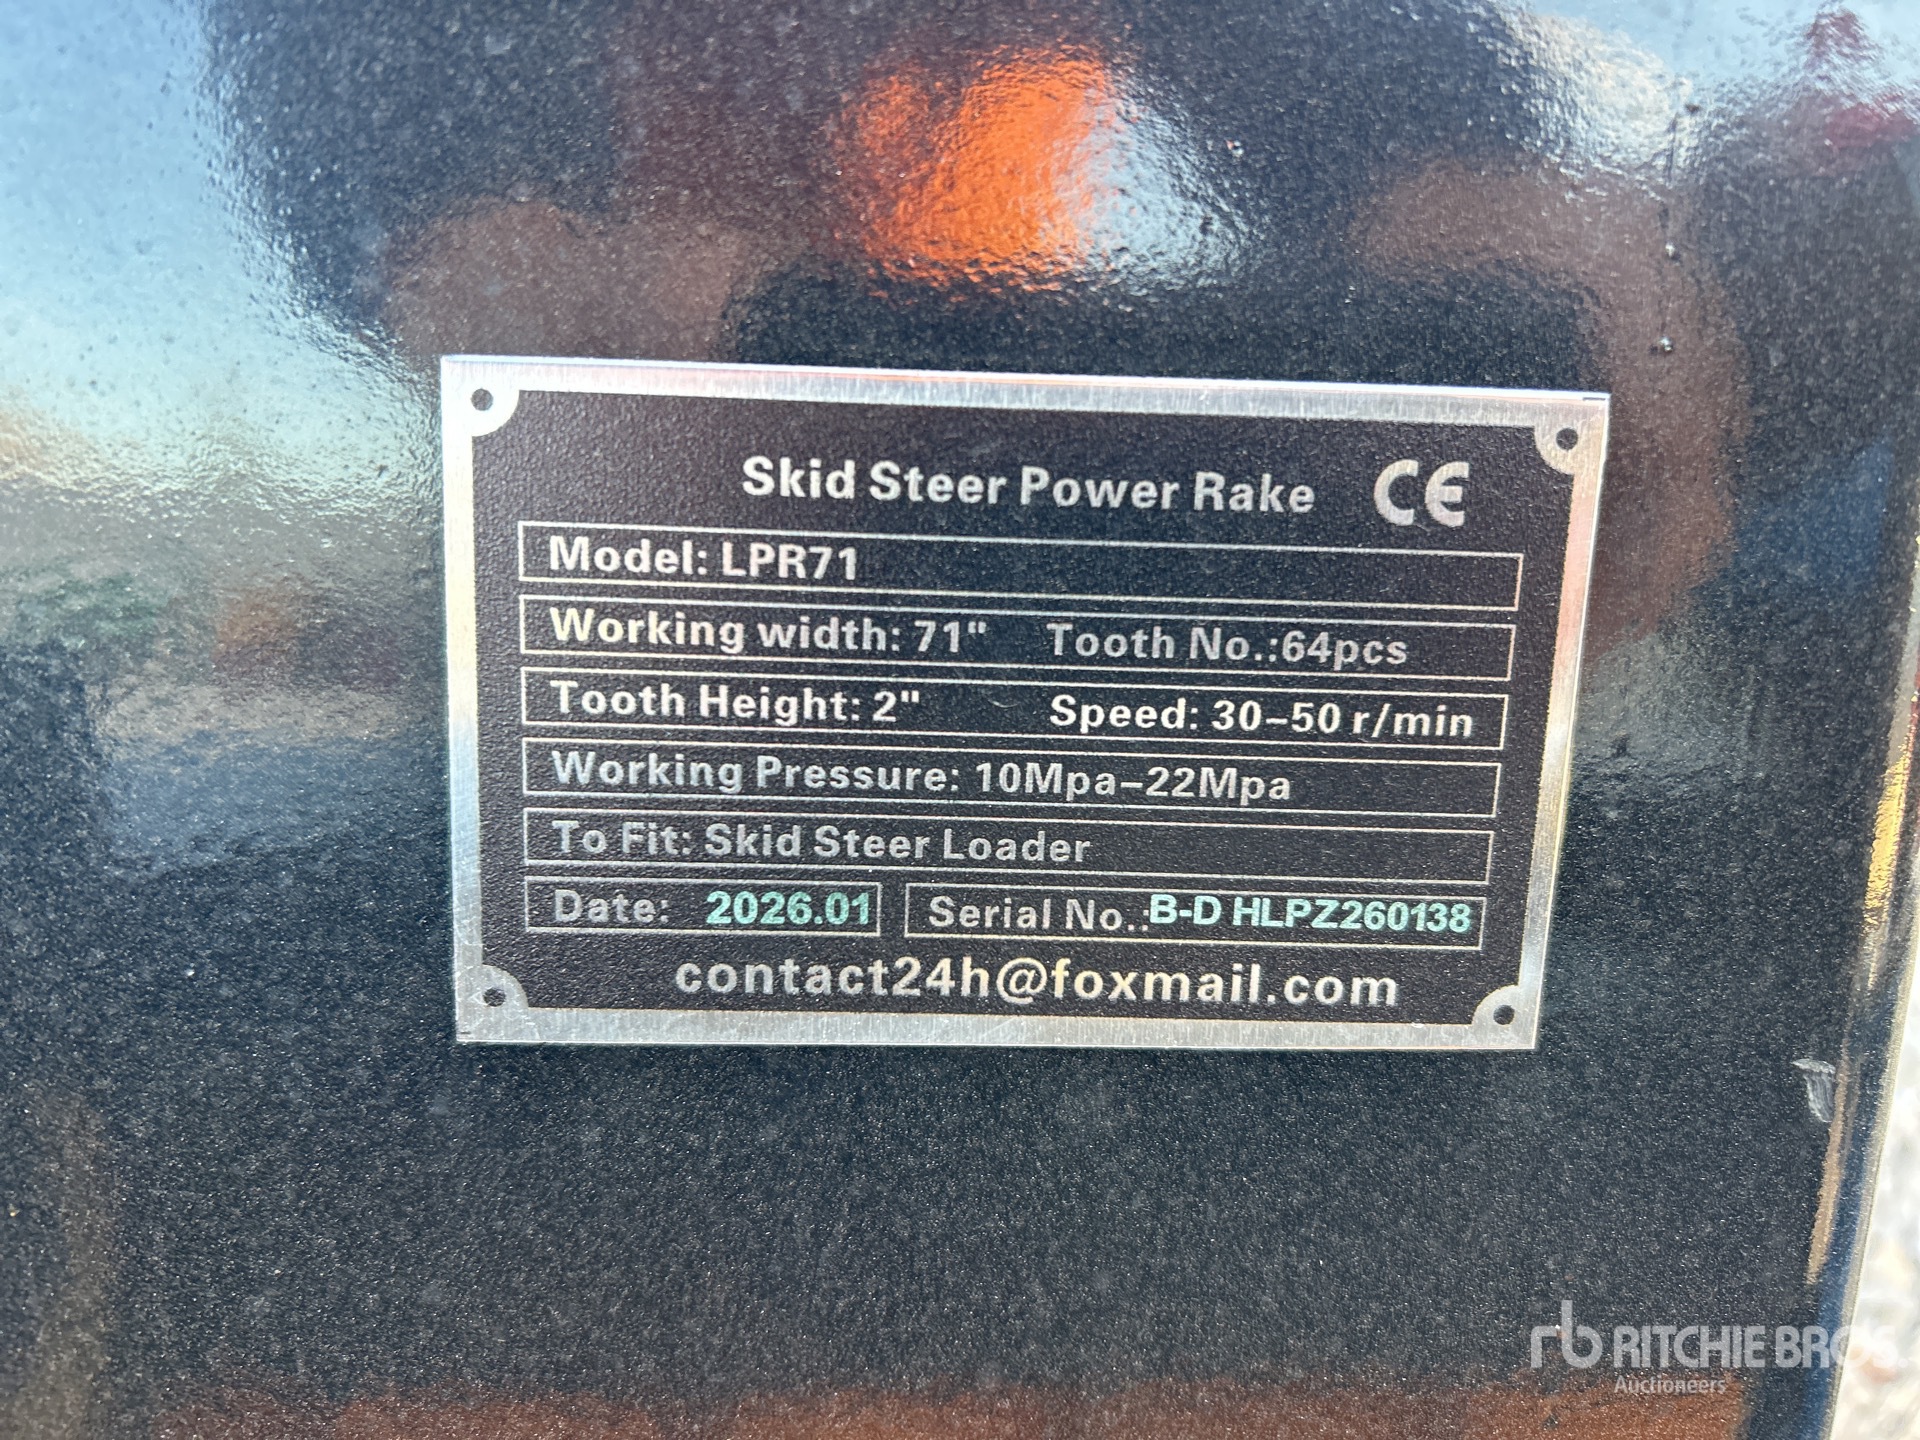 Skid Steer Power Rake CE
Model: LPR71
Working width: 71" Tooth No.:64pcs
Tooth Height: 2" Speed: 30-50 r/min
Working Pressure: 10Mpa-22Mpa
To Fit: Skid Steer Loader
Date: 2026.01 Serial No.:B-D HLPZ260138
contact24h@foxmail.com
rb RITCHIE BROS.
Auctioneers